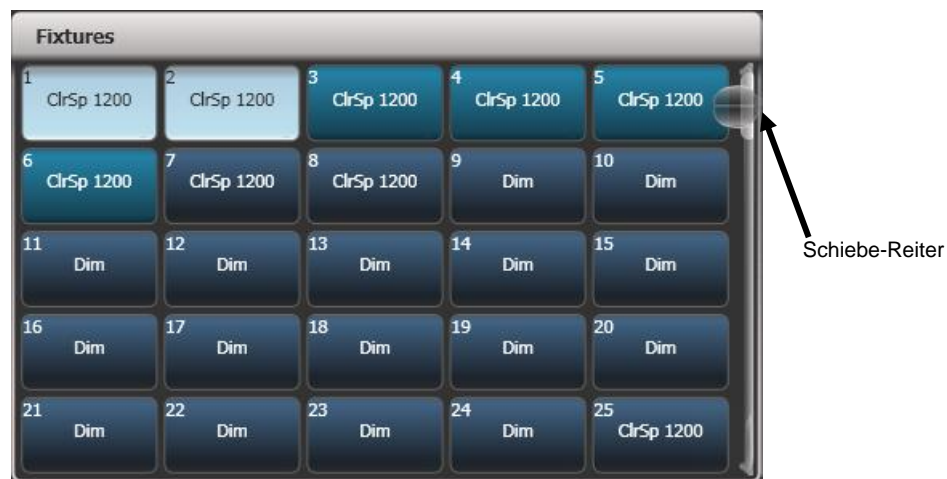 Fixtures
1 ClrSp 1200
2 ClrSp 1200
3 ClrSp 1200
4 ClrSp 1200
5 ClrSp 1200
6 ClrSp 1200
7 ClrSp 1200
8 ClrSp 1200
9 Dim
10 Dim
11 Dim
12 Dim
13 Dim
14 Dim
15 Dim
Schiebe-Reiter
16 Dim
17 Dim
18 Dim
19 Dim
20 Dim
21 Dim
22 Dim
23 Dim
24 Dim
25 ClrSp 1200